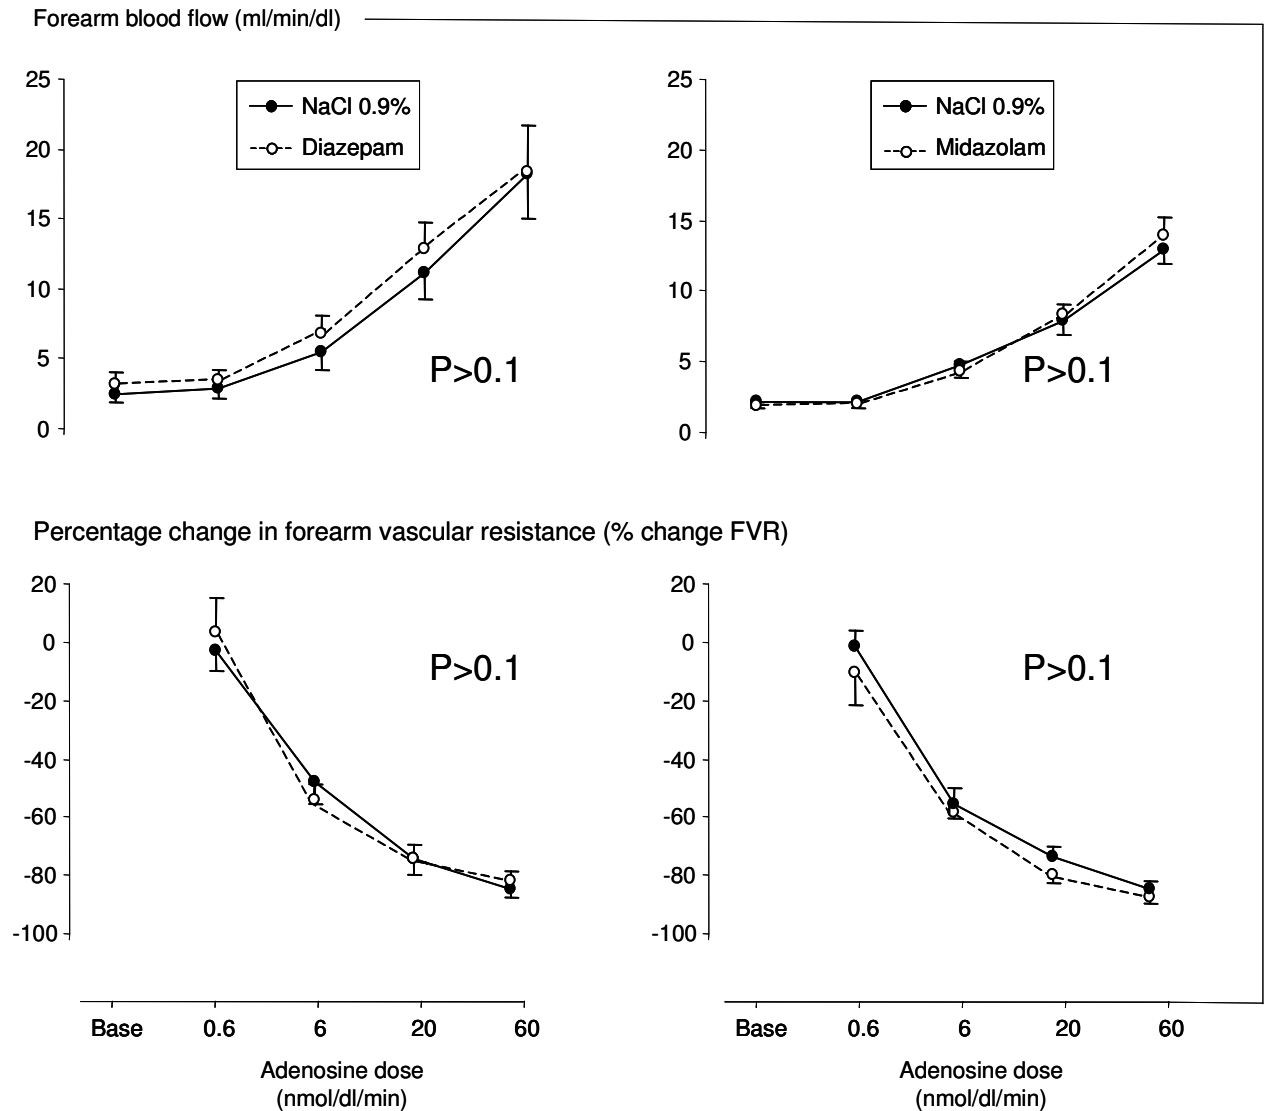 Forearm blood flow (ml/min/dl)
25
20
15
10
5
0
NaCl 0.9%
Diazepam
P>0.1
25
20
15
10
5
0
NaCl 0.9%
Midazolam
P>0.1
Percentage change in forearm vascular resistance (% change FVR)
20
0
-20
-40
-60
-80
-100
P>0.1
20
0
-20
-40
-60
-80
-100
P>0.1
Base 0.6 6 20 60
Adenosine dose
(nmol/dl/min)
Base 0.6 6 20 60
Adenosine dose
(nmol/dl/min)